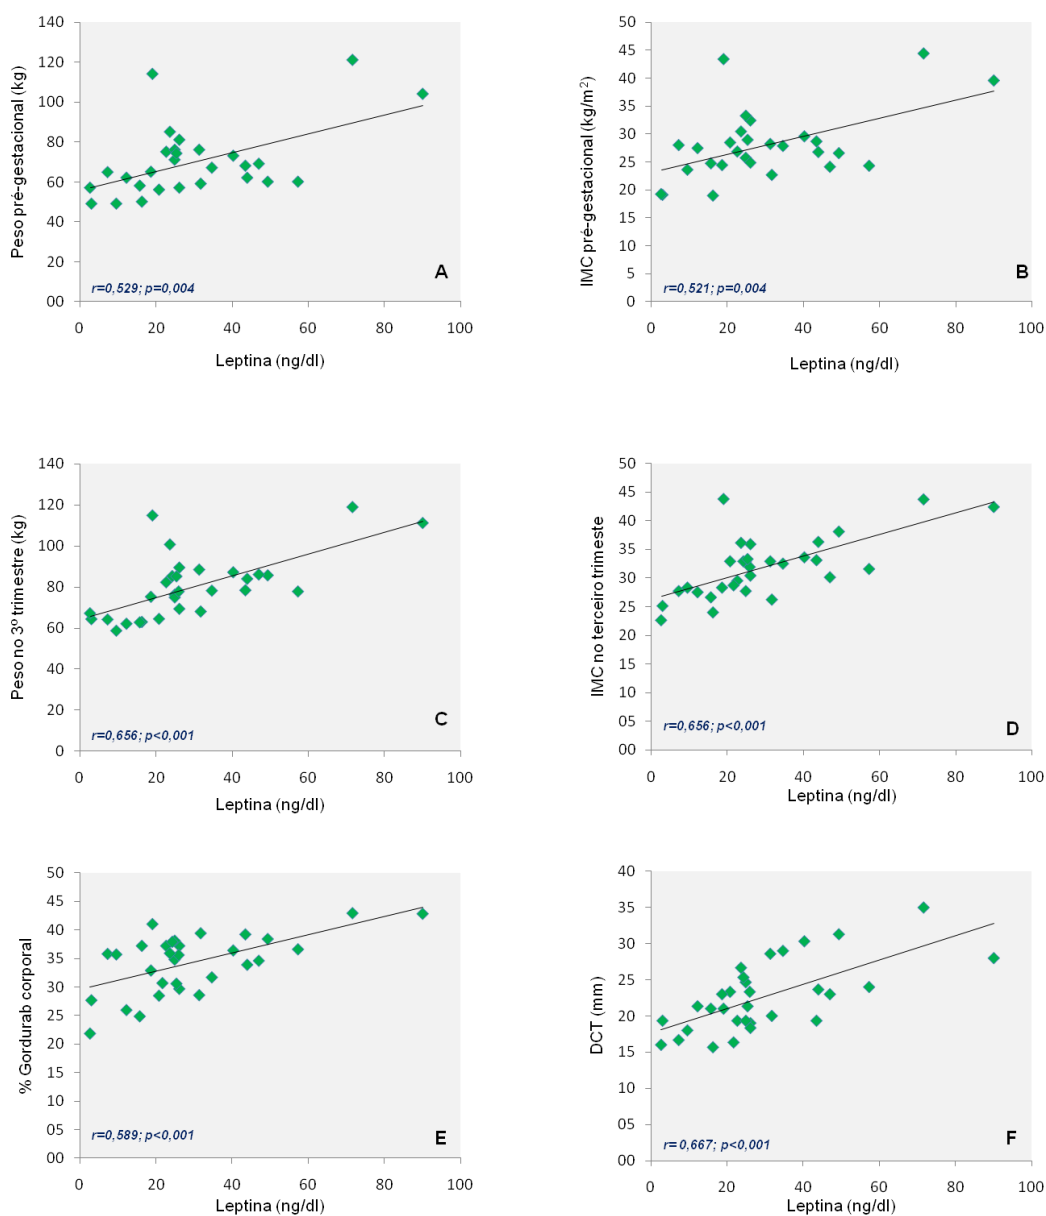 Peso pré-gestacional (kg)
140
120
100
80
60
40
20
00
A
r=0,529; p=0,004
0 20 40 60 80 100
Leptina (ng/dl)
IMC pré-gestacional (kg/m²)
50
45
40
35
30
25
20
15
10
5
0
B
r=0,521; p=0,004
0 20 40 60 80 100
Leptina (ng/dl)
Peso no 3º trimestre (kg)
140
120
100
80
60
40
20
0
C
r=0,656; p<0,001
0 20 40 60 80 100
Leptina (ng/dl)
IMC no terceiro trimeste
50
45
40
35
30
25
20
15
10
05
00
D
r=0,656; p<0,001
0 20 40 60 80 100
Leptina (ng/dl)
% Gordurab corporal
50
45
40
35
30
25
20
15
10
05
00
E
r=0,589; p<0,001
0 20 40 60 80 100
Leptina (ng/dl)
DCT (mm)
40
35
30
25
20
15
10
05
00
F
r= 0,667; p<0,001
0 20 40 60 80 100
Leptina (ng/dl)